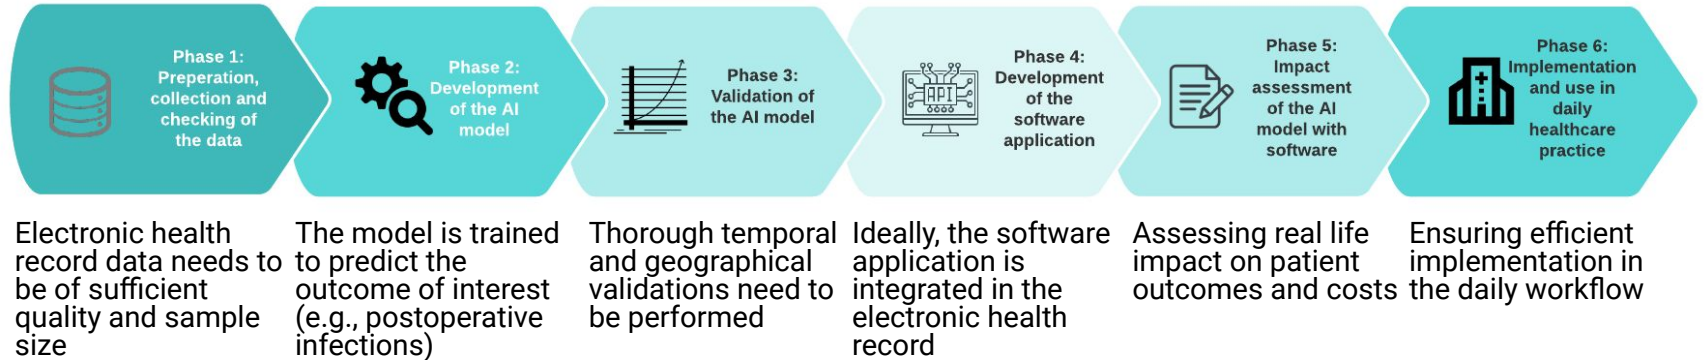 Phase 1:
Preperation,
collection and
checking of
the data
Phase 2:
Development
of the AI
model
Phase 3:
Validation of
the AI model
Phase 4:
Development
of the
software
application
API
Phase 5:
Impact
assessment
of the AI
model with
software
Phase 6:
Implementation
and use in
daily
healthcare
practice
Electronic health
record data needs to
be of sufficient
quality and sample
size
The model is trained
to predict the
outcome of interest
(e.g., postoperative
infections)
Thorough temporal
and geographical
validations need to
be performed
Ideally, the software
application is
integrated in the
electronic health
record
Assessing real life
impact on patient
outcomes and costs
Ensuring efficient
implementation in
the daily workflow